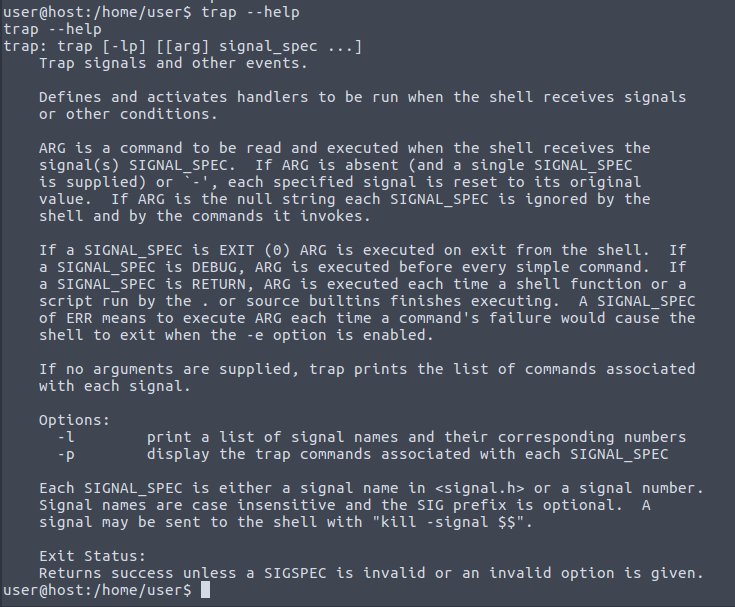 user@host:/home/user$ trap --help
trap --help
trap: trap [-lp] [[arg] signal_spec ...]
    Trap signals and other events.

    Defines and activates handlers to be run when the shell receives signals
    or other conditions.

    ARG is a command to be read and executed when the shell receives the
    signal(s) SIGNAL_SPEC.  If ARG is absent (and a single SIGNAL_SPEC
    is supplied) or `-', each specified signal is reset to its original
    value.  If ARG is the null string each SIGNAL_SPEC is ignored by the
    shell and by the commands it invokes.

    If a SIGNAL_SPEC is EXIT (0) ARG is executed on exit from the shell.  If
    a SIGNAL_SPEC is DEBUG, ARG is executed before every simple command.  If
    a SIGNAL_SPEC is RETURN, ARG is executed each time a shell function or a
    script run by the . or source builtins finishes executing.  A SIGNAL_SPEC
    of ERR means to execute ARG each time a command's failure would cause the
    shell to exit when the -e option is enabled.

    If no arguments are supplied, trap prints the list of commands associated
    with each signal.

    Options:
      -l        print a list of signal names and their corresponding numbers
      -p        display the trap commands associated with each SIGNAL_SPEC

    Each SIGNAL_SPEC is either a signal name in <signal.h> or a signal number.
    Signal names are case insensitive and the SIG prefix is optional.  A
    signal may be sent to the shell with "kill -signal $$".

    Exit Status:
    Returns success unless a SIGSPEC is invalid or an invalid option is given.
user@host:/home/user$